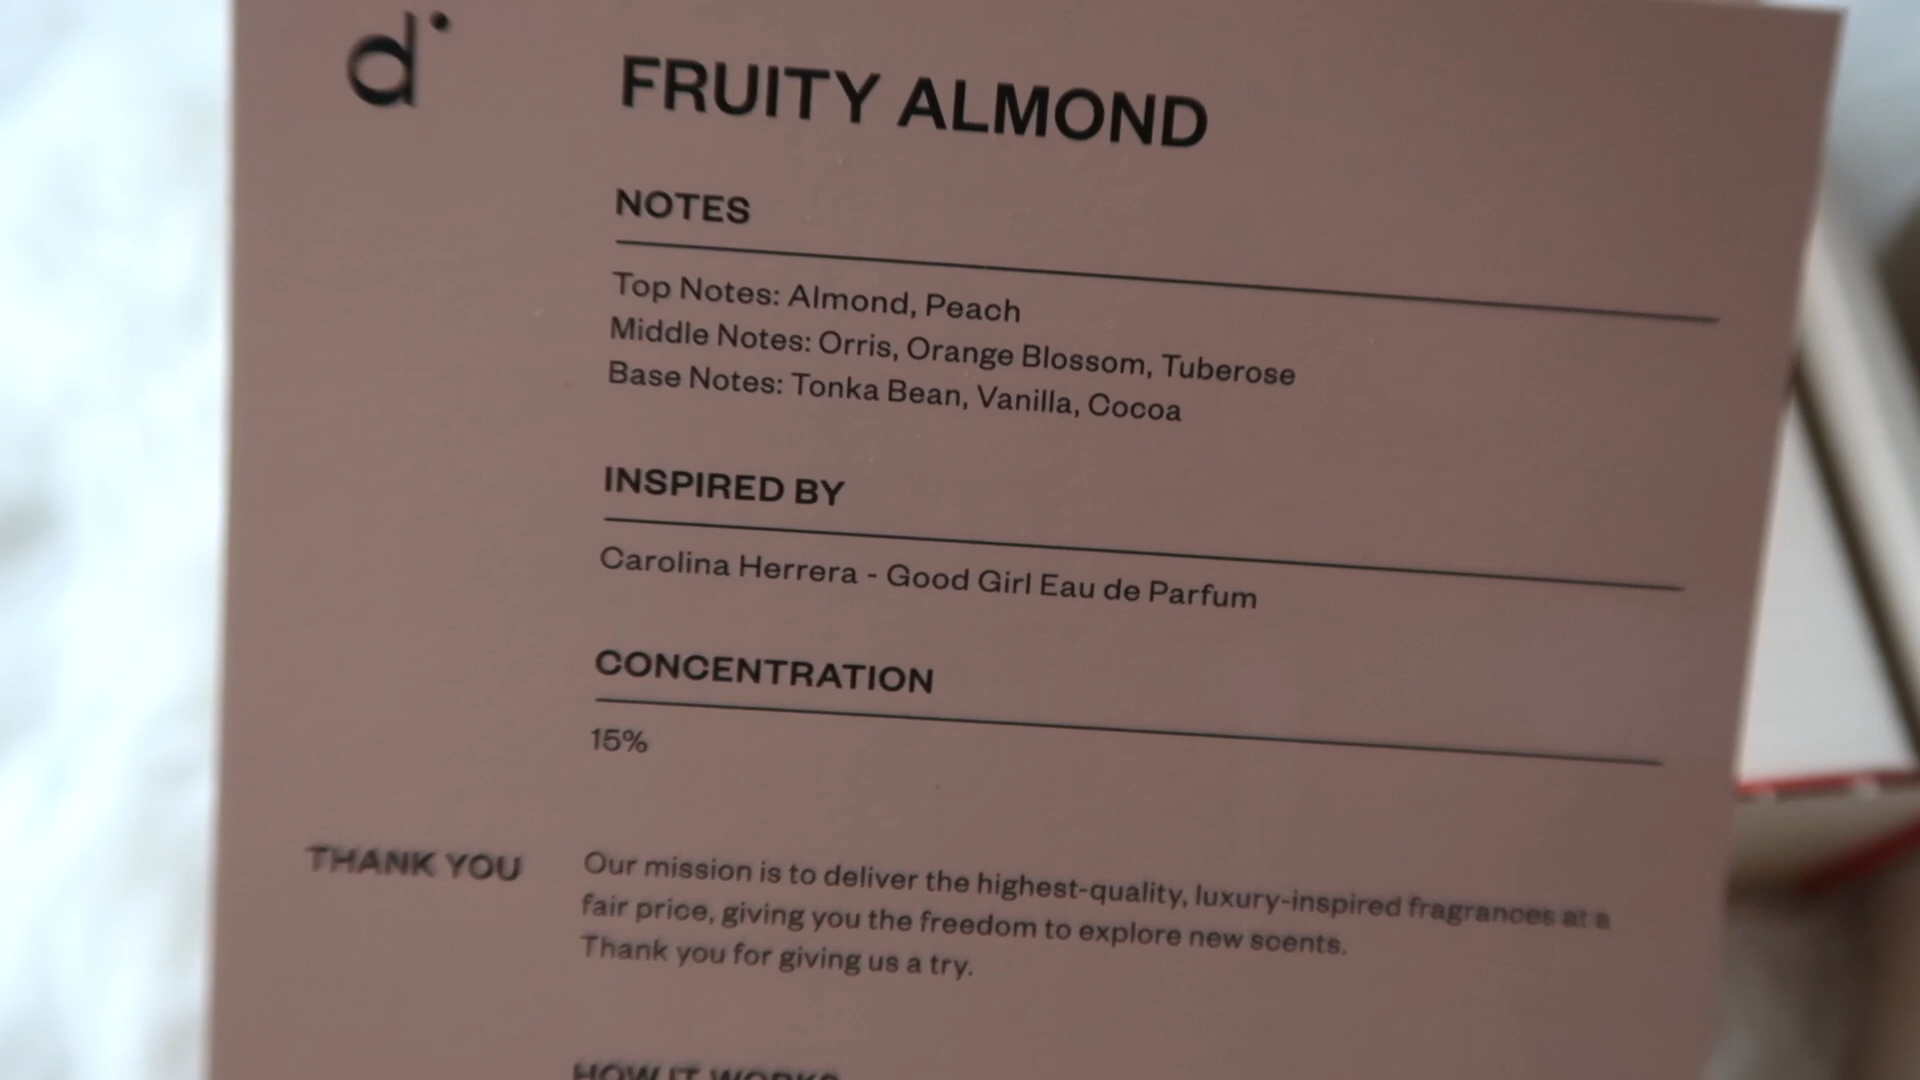 d·
FRUITY ALMOND
NOTES
Top Notes: Almond, Peach
Middle Notes: Orris, Orange Blossom, Tuberose
Base Notes: Tonka Bean, Vanilla, Cocoa
INSPIRED BY
Carolina Herrera - Good Girl Eau de Parfum
CONCENTRATION
15%
THANK YOU
Our mission is to deliver the highest-quality, luxury-inspired fragrances at a
fair price, giving you the freedom to explore new scents.
Thank you for giving us a try.
HOW IT WORKS